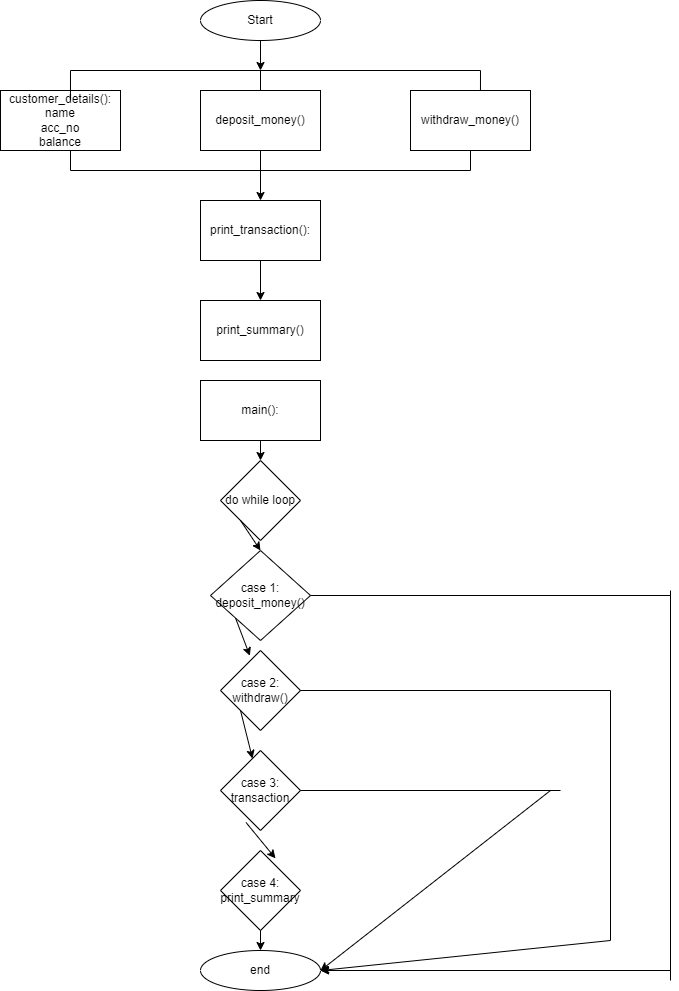 Start
customer_details():
name
acc_no
balance
deposit_money()
withdraw_money()
print_transaction():
print_summary()
main():
do while loop
case 1:
deposit_money()
case 2:
withdraw()
case 3:
transaction
case 4:
print_summary
end